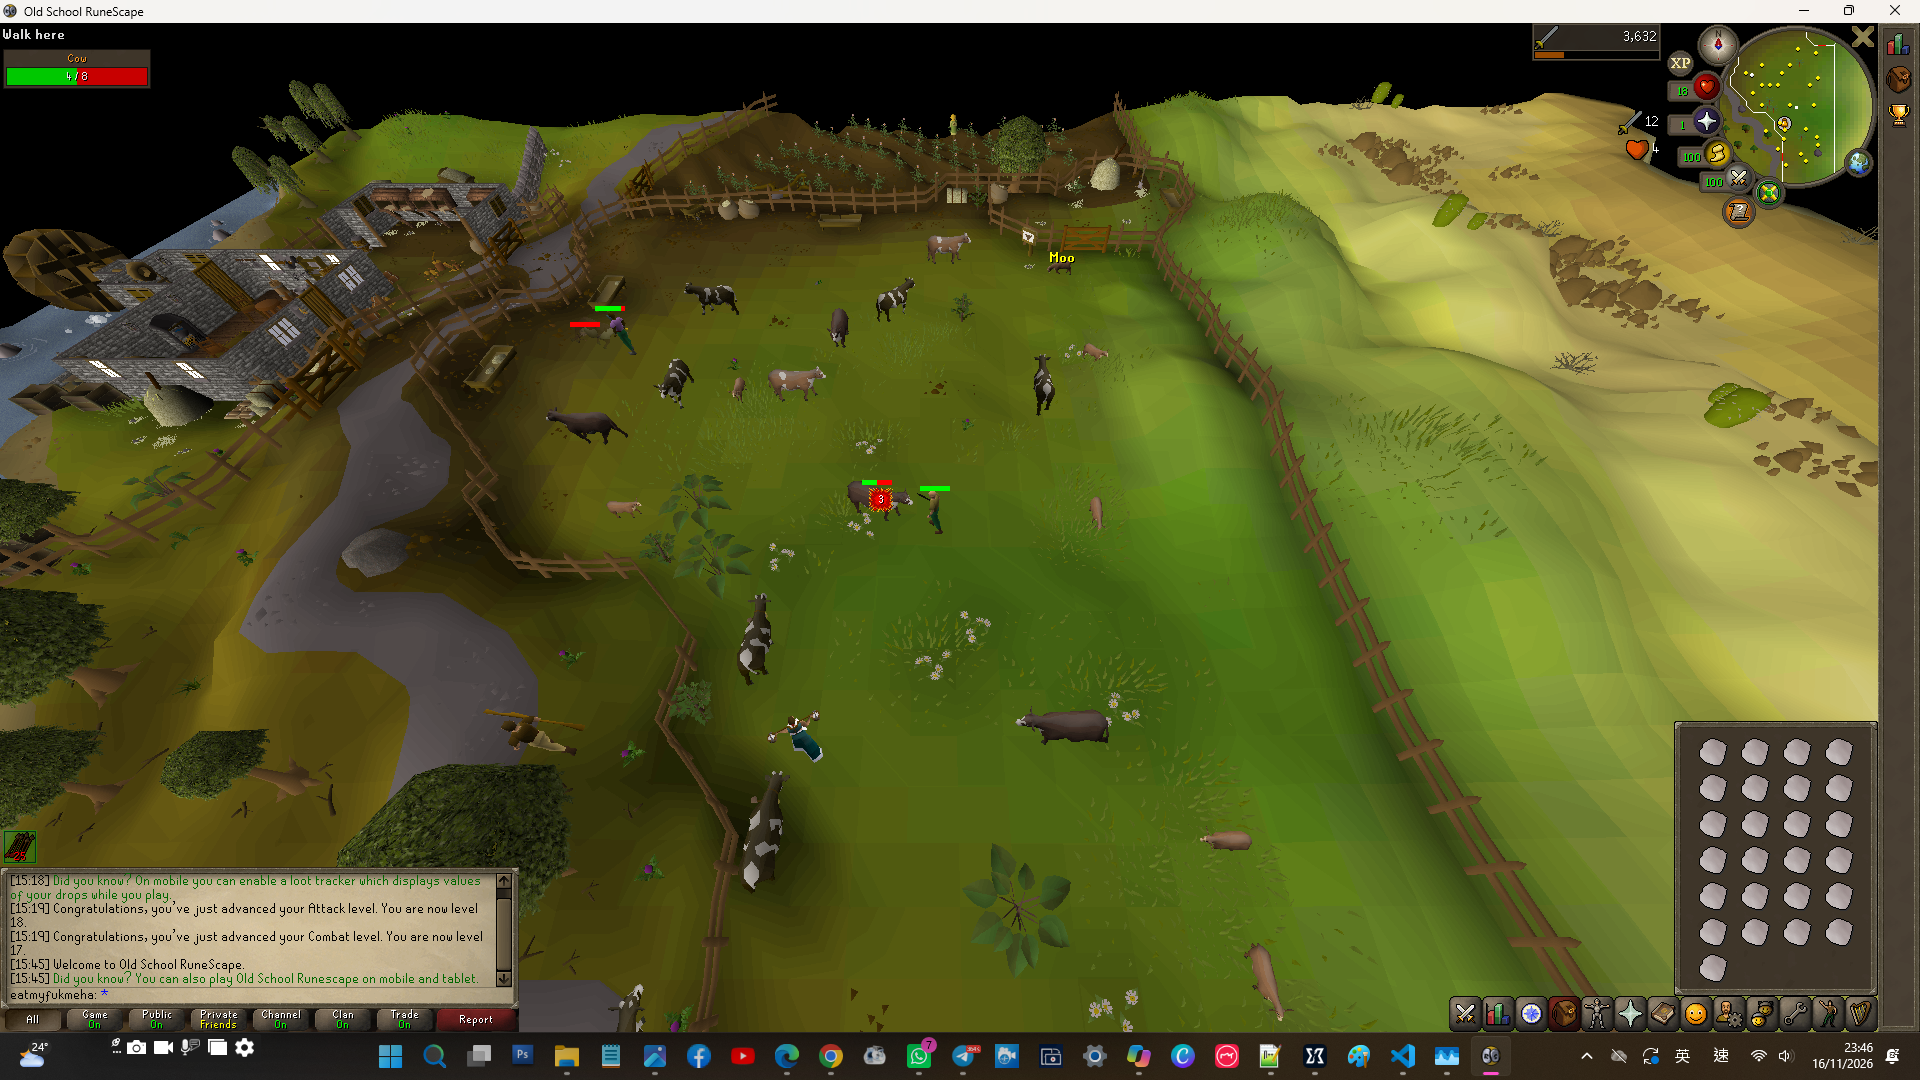 Old School RuneScape
Walk here
Cow
4 / 8
3,632
XP
N
18
12
1
4
100
100
Moo
3
23
[15:18] Did you know? On mobile you can enable a loot tracker which displays values
of your drops while you play.
[15:19] Congratulations, you've just advanced your Attack level. You are now level
18.
[15:19] Congratulations, you've just advanced your Combat level. You are now level
17.
[15:45] Welcome to Old School RuneScape.
[15:45] Did you know? You can also play Old School Runescape on mobile and tablet.
eatmyfukmeha: *
All
Game
On
Public
On
Private
Friends
Channel
On
Clan
On
Trade
On
Report
24°
Ps
7
英
速
23:46
16/11/2026